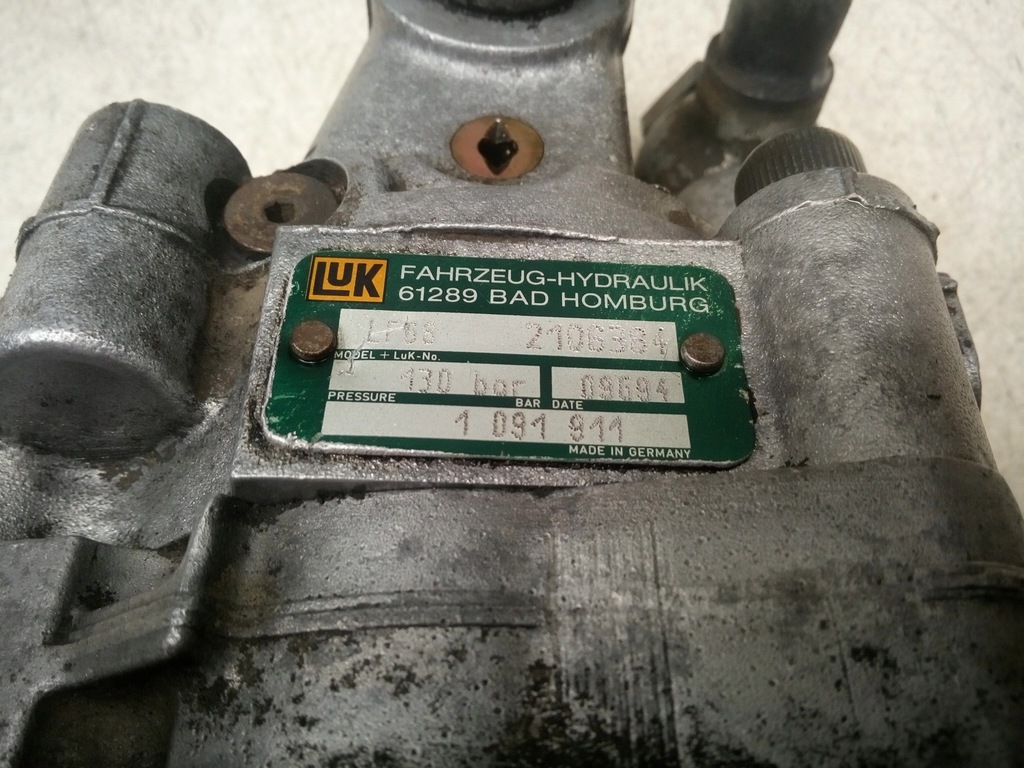 LuK FAHRZEUG-HYDRAULIK
61289 BAD HOMBURG
2106384
MODEL + LuK-No.
130 bar 09694
PRESSURE BAR DATE
1 091 911
MADE IN GERMANY